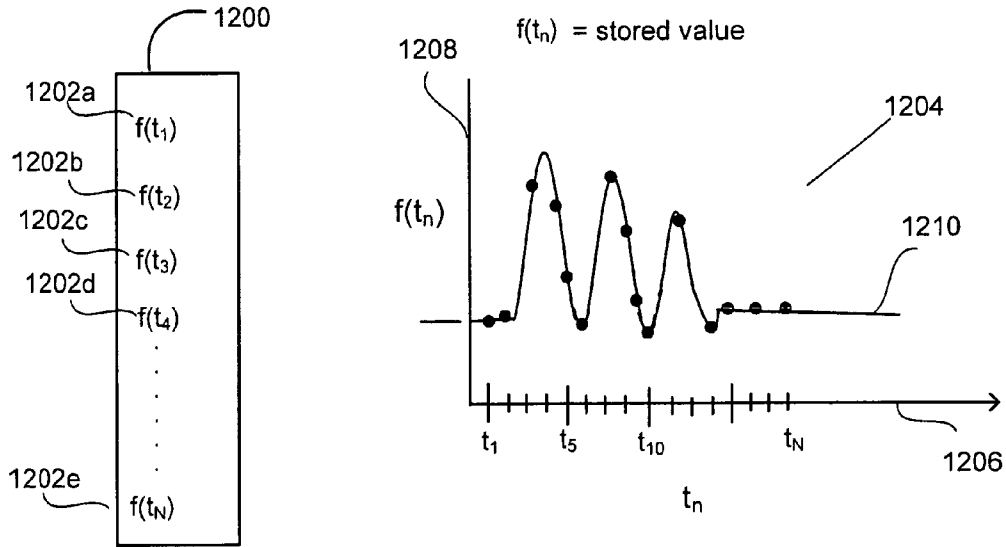 1200
1202a
f(t1)
1202b
f(t2)
1202c
f(t3)
1202d
f(t4)
1202e
f(tN)
f(tn) = stored value
1208
1204
f(tn)
1210
t1
t5
t10
tN
1206
tn